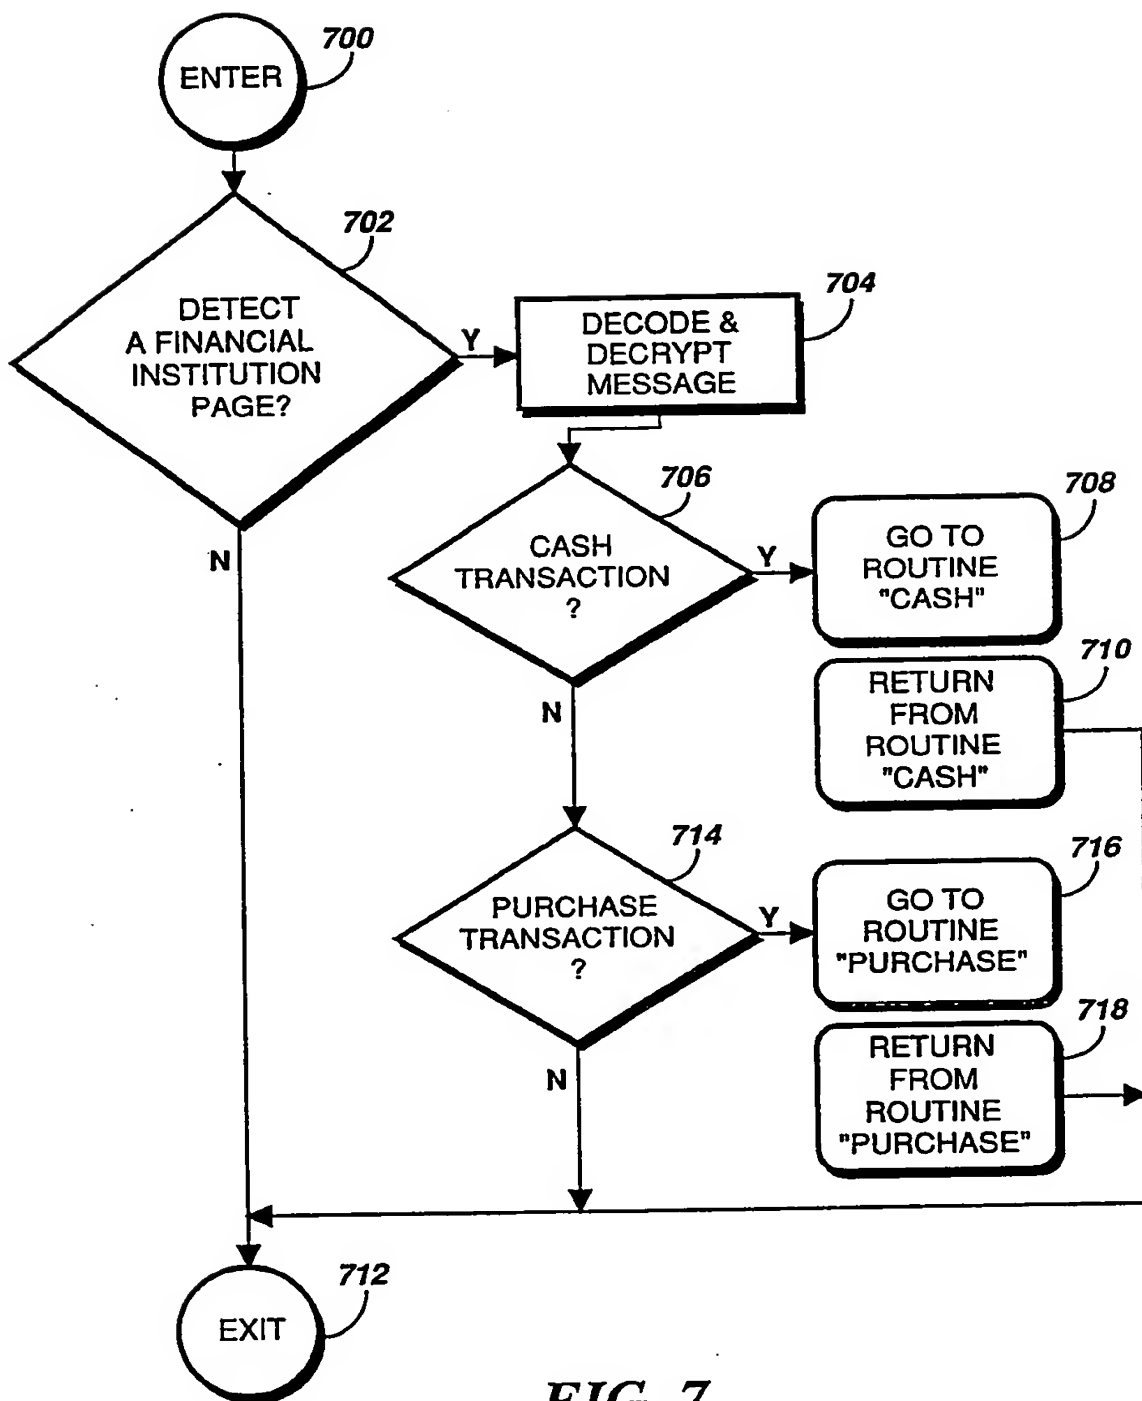 700
ENTER
702
DETECT
A FINANCIAL
INSTITUTION
PAGE?
Y
N
704
DECODE &
DECRYPT
MESSAGE
706
CASH
TRANSACTION
?
Y
N
708
GO TO
ROUTINE
"CASH"
710
RETURN
FROM
ROUTINE
"CASH"
714
PURCHASE
TRANSACTION
?
Y
N
716
GO TO
ROUTINE
"PURCHASE"
718
RETURN
FROM
ROUTINE
"PURCHASE"
712
EXIT
FIG. 7